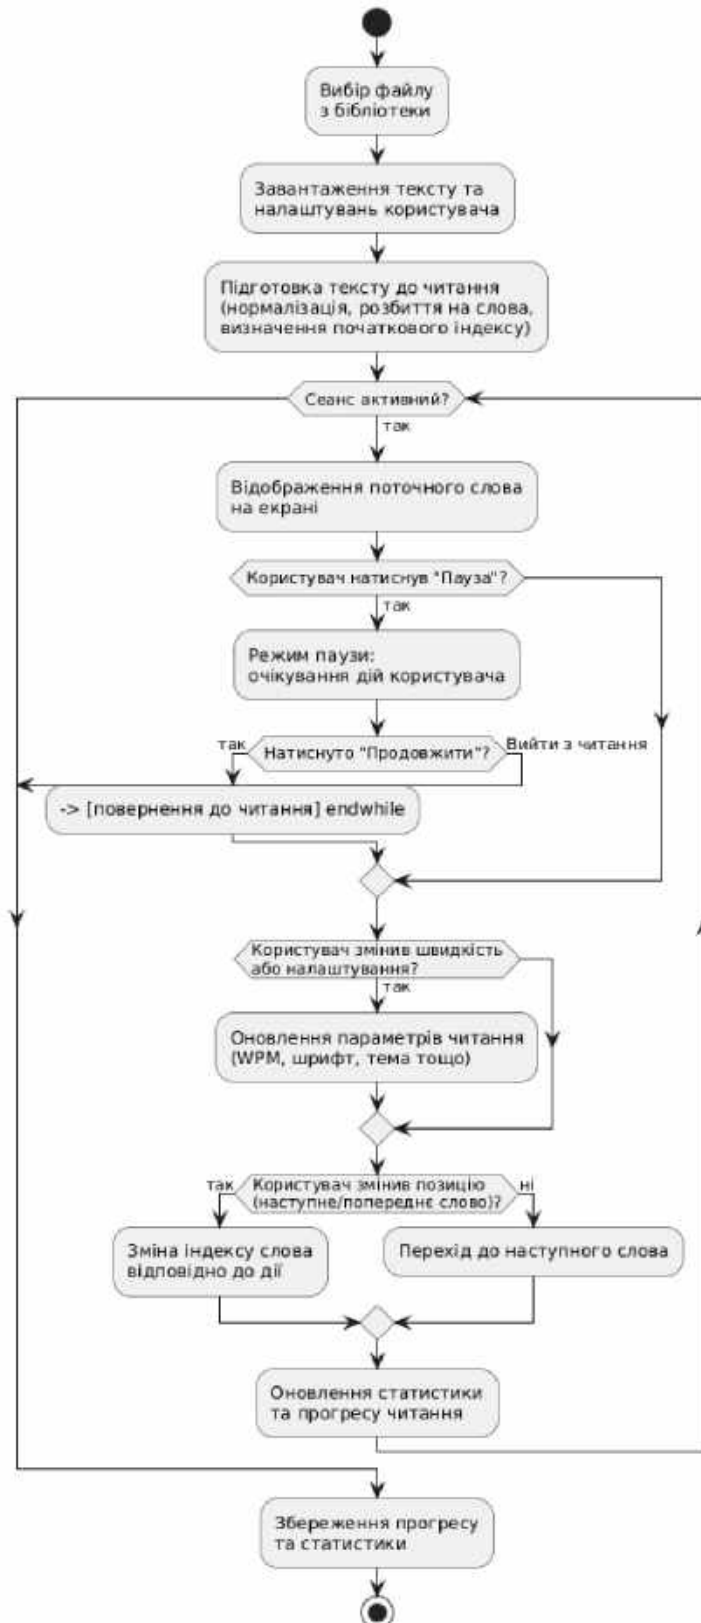 Вибір файлу
з бібліотеки
Завантаження тексту та
налаштувань користувача
Підготовка тексту до читання
(нормалізація, розбиття на слова,
визначення початкового індексу)
Сеанс активний?
так
Відображення поточного слова
на екрані
Користувач натиснув "Пауза"?
так
Режим паузи:
очікування дій користувача
так
Натиснуто "Продовжити"?
Вийти з читання
-> [повернення до читання] endwhile
Користувач змінив швидкість
або налаштування?
так
Оновлення параметрів читання
(WPM, шрифт, тема тощо)
так
Користувач змінив позицію
(наступне/попереднє слово)?
ні
Зміна індексу слова
відповідно до дії
Перехід до наступного слова
Оновлення статистики
та прогресу читання
Збереження прогресу
та статистики